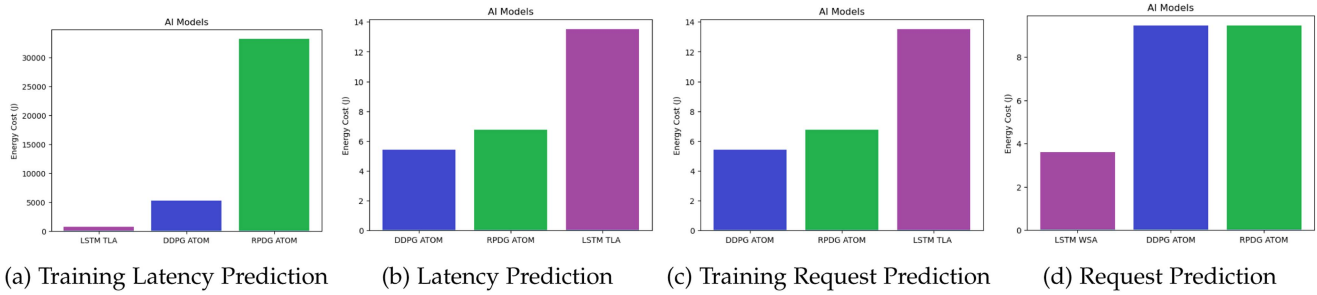 AI Models
Energy Cost (J)
30000
25000
20000
15000
10000
5000
0
LSTM TLA DDPG ATOM RPDG ATOM
(a) Training Latency Prediction
AI Models
Energy Cost (J)
14
12
10
8
6
4
2
0
DDPG ATOM RPDG ATOM LSTM TLA
(b) Latency Prediction
AI Models
Energy Cost (J)
14
12
10
8
6
4
2
0
DDPG ATOM RPDG ATOM LSTM TLA
(c) Training Request Prediction
AI Models
Energy Cost (J)
8
6
4
2
0
LSTM WSA DDPG ATOM RPDG ATOM
(d) Request Prediction